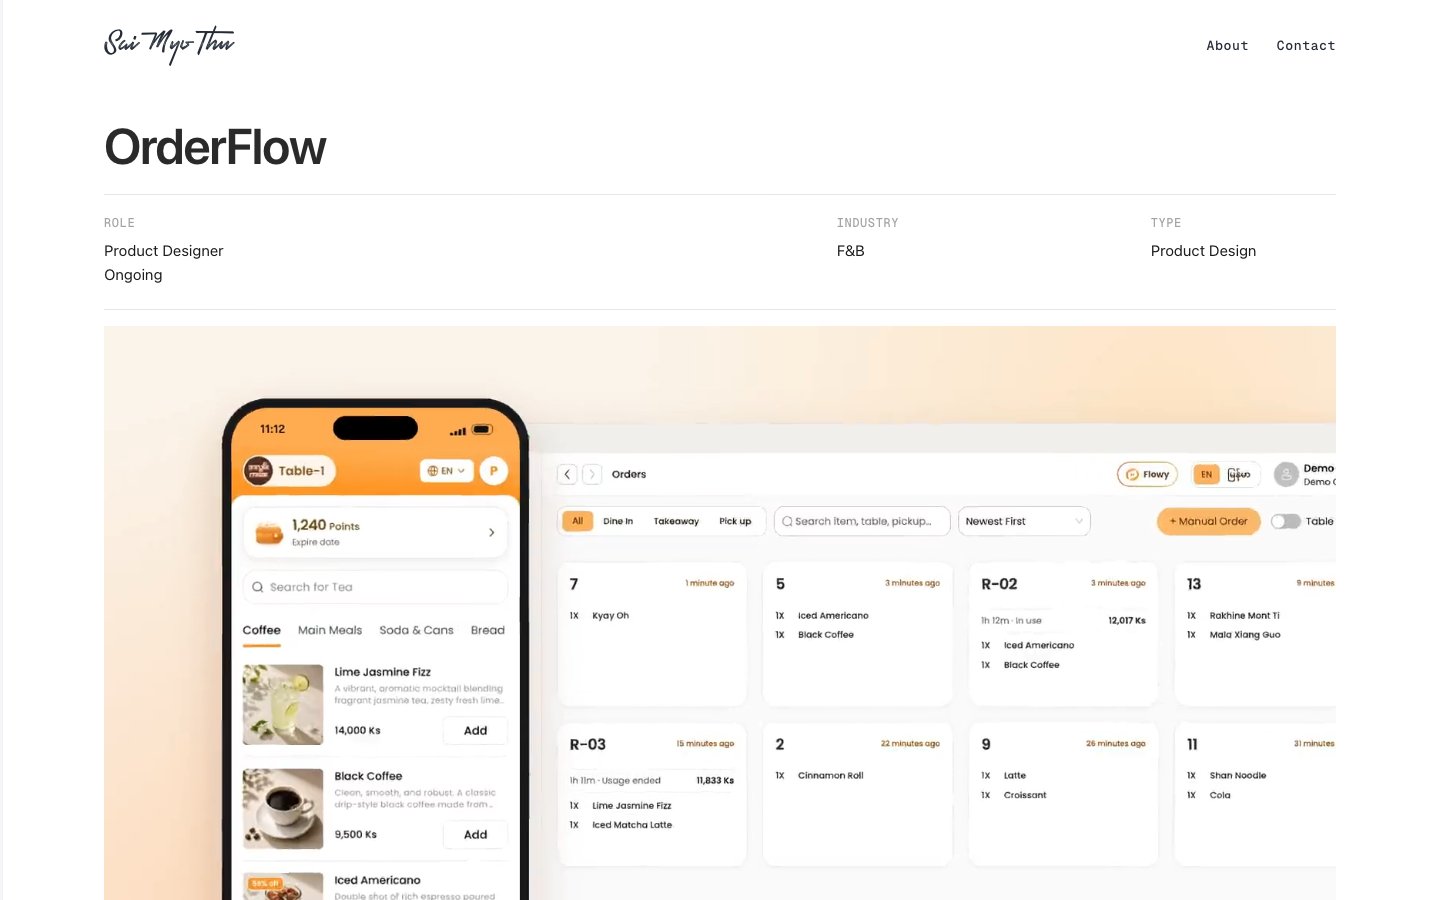 Sai Myo Thu
About
Contact
OrderFlow
ROLE
Product Designer
Ongoing
INDUSTRY
F&B
TYPE
Product Design
11:12
Table-1
EN
P
1,240 Points
Expire date
Search for Tea
Coffee
Main Meals
Soda & Cans
Bread
Lime Jasmine Fizz
A vibrant, aromatic mocktail blending
fragrant jasmine tea, zesty fresh lime..
14,000 Ks
Add
Black Coffee
Clean, smooth, and robust. A classic
drip-style black coffee made from...
9,500 Ks
Add
56% off
Iced Americano
Double shot of rich espresso poured
Orders
Flowy
EN
မြန်မာ
Demo
Demo
All
Dine In
Takeaway
Pick up
Search item, table, pickup...
Newest First
+ Manual Order
Table
7
1 minute ago
1X Kyay Oh
5
3 minutes ago
1X Iced Americano
1X Black Coffee
R-02
3 minutes ago
1h 12m · In use
12,017 Ks
1X Iced Americano
1X Black Coffee
13
9 minutes
1X Rakhine Mont Ti
1X Mala Xiang Guo
R-03
15 minutes ago
1h 11m · Usage ended
11,833 Ks
1X Lime Jasmine Fizz
1X Iced Matcha Latte
2
22 minutes ago
1X Cinnamon Roll
9
26 minutes ago
1X Latte
1X Croissant
11
31 minutes
1X Shan Noodle
1X Cola